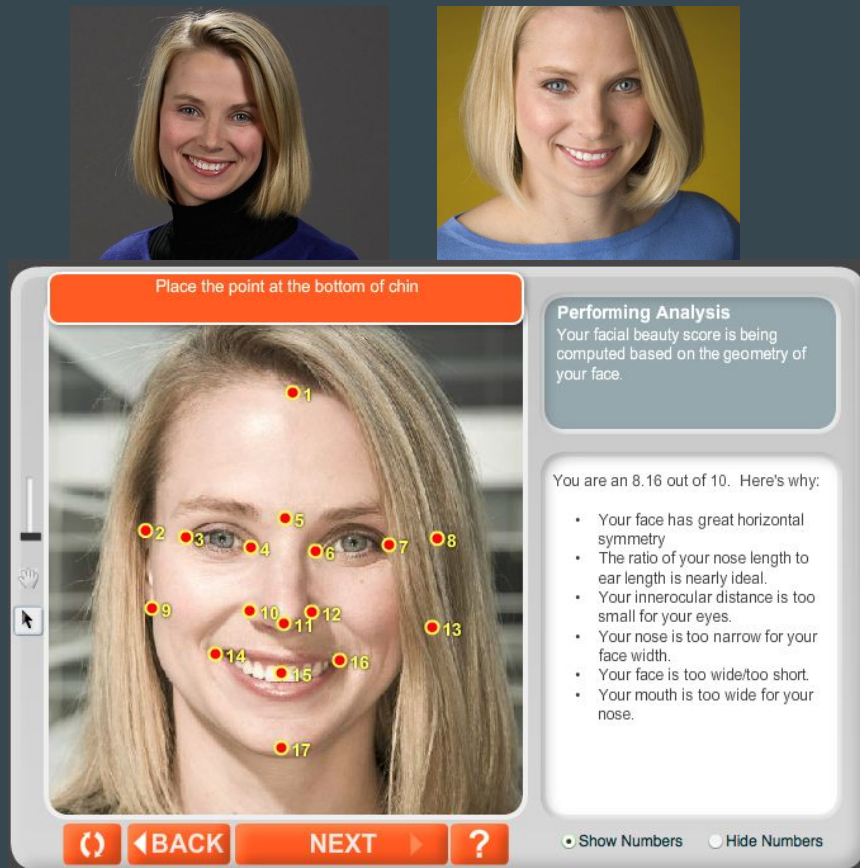 Place the point at the bottom of chin
Performing Analysis
Your facial beauty score is being
computed based on the geometry of
your face.
1
2
3
4
5
6
7
8
9
10
11
12
13
14
15
16
17
You are an 8.16 out of 10. Here's why:
• Your face has great horizontal
symmetry
• The ratio of your nose length to
ear length is nearly ideal.
• Your innerocular distance is too
small for your eyes.
• Your nose is too narrow for your
face width.
• Your face is too wide/too short.
• Your mouth is too wide for your
nose.
BACK
NEXT
?
Show Numbers
Hide Numbers